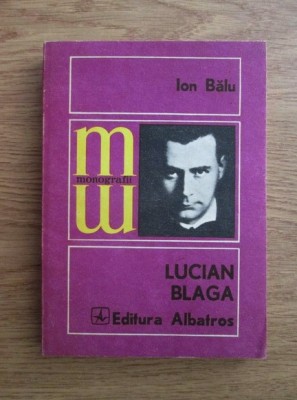 Ion Bălu
m
monografii
m
LUCIAN
BLAGA
Editura Albatros